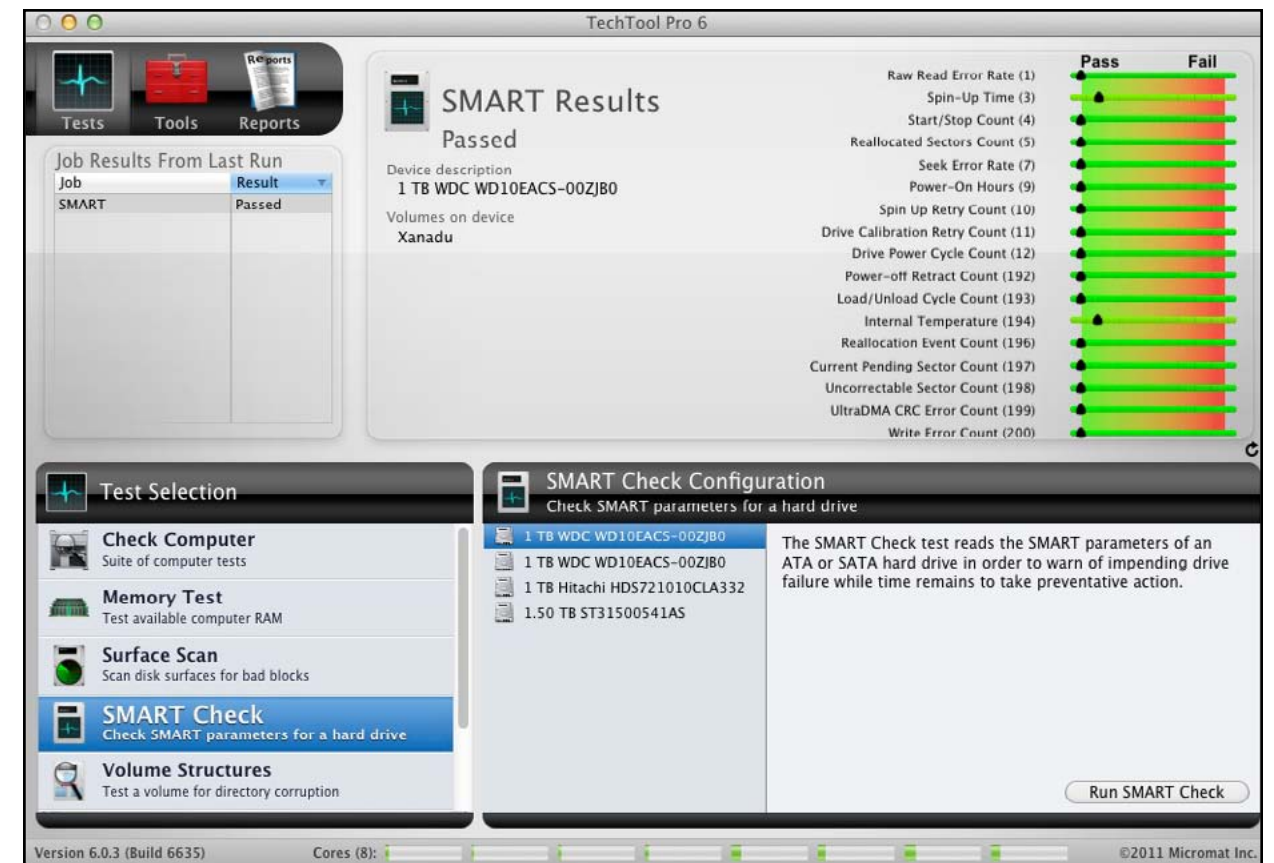 TechTool Pro 6
Tests
Tools
Reports
Reports
Job Results From Last Run
Job Result
SMART Passed
SMART Results
Passed
Device description
1 TB WDC WD10EACS-00ZJB0
Volumes on device
Xanadu
Pass Fail
Raw Read Error Rate (1)
Spin-Up Time (3)
Start/Stop Count (4)
Reallocated Sectors Count (5)
Seek Error Rate (7)
Power-On Hours (9)
Spin Up Retry Count (10)
Drive Calibration Retry Count (11)
Drive Power Cycle Count (12)
Power-off Retract Count (192)
Load/Unload Cycle Count (193)
Internal Temperature (194)
Reallocation Event Count (196)
Current Pending Sector Count (197)
Uncorrectable Sector Count (198)
UltraDMA CRC Error Count (199)
Write Error Count (200)
Test Selection
Check Computer
Suite of computer tests
Memory Test
Test available computer RAM
Surface Scan
Scan disk surfaces for bad blocks
SMART Check
Check SMART parameters for a hard drive
Volume Structures
Test a volume for directory corruption
SMART Check Configuration
Check SMART parameters for a hard drive
1 TB WDC WD10EACS-00ZJB0
1 TB WDC WD10EACS-00ZJB0
1 TB Hitachi HDS721010CLA332
1.50 TB ST31500541AS
The SMART Check test reads the SMART parameters of an
ATA or SATA hard drive in order to warn of impending drive
failure while time remains to take preventative action.
Run SMART Check
Version 6.0.3 (Build 6635)
Cores (8):
©2011 Micromat Inc.